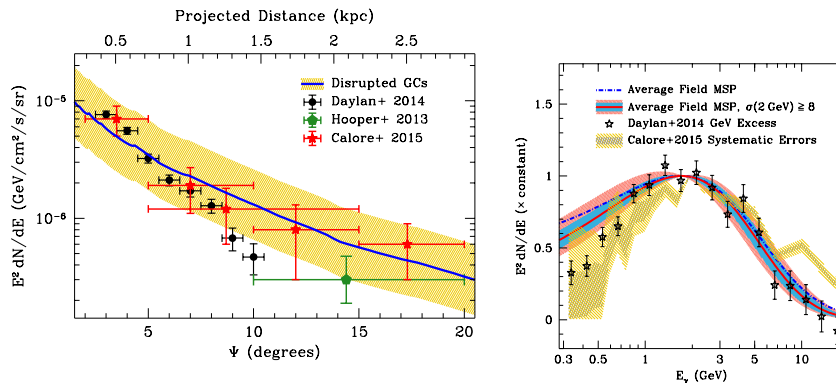 Projected Distance (kpc)
0.5 1 1.5 2 2.5
Disrupted GCs
Daylan+ 2014
Hooper+ 2013
Calore+ 2015
10⁻⁵
10⁻⁶
E² dN/dE (GeV/cm²/s/sr)
5 10 15 20
Ψ (degrees)
Average Field MSP
Average Field MSP, σ(2 GeV) ≥ 8
Daylan+2014 GeV Excess
Calore+2015 Systematic Errors
1.5
1
0.5
0
E² dN/dE (× constant)
0.3 0.5 1 3 5 10
Eγ (GeV)